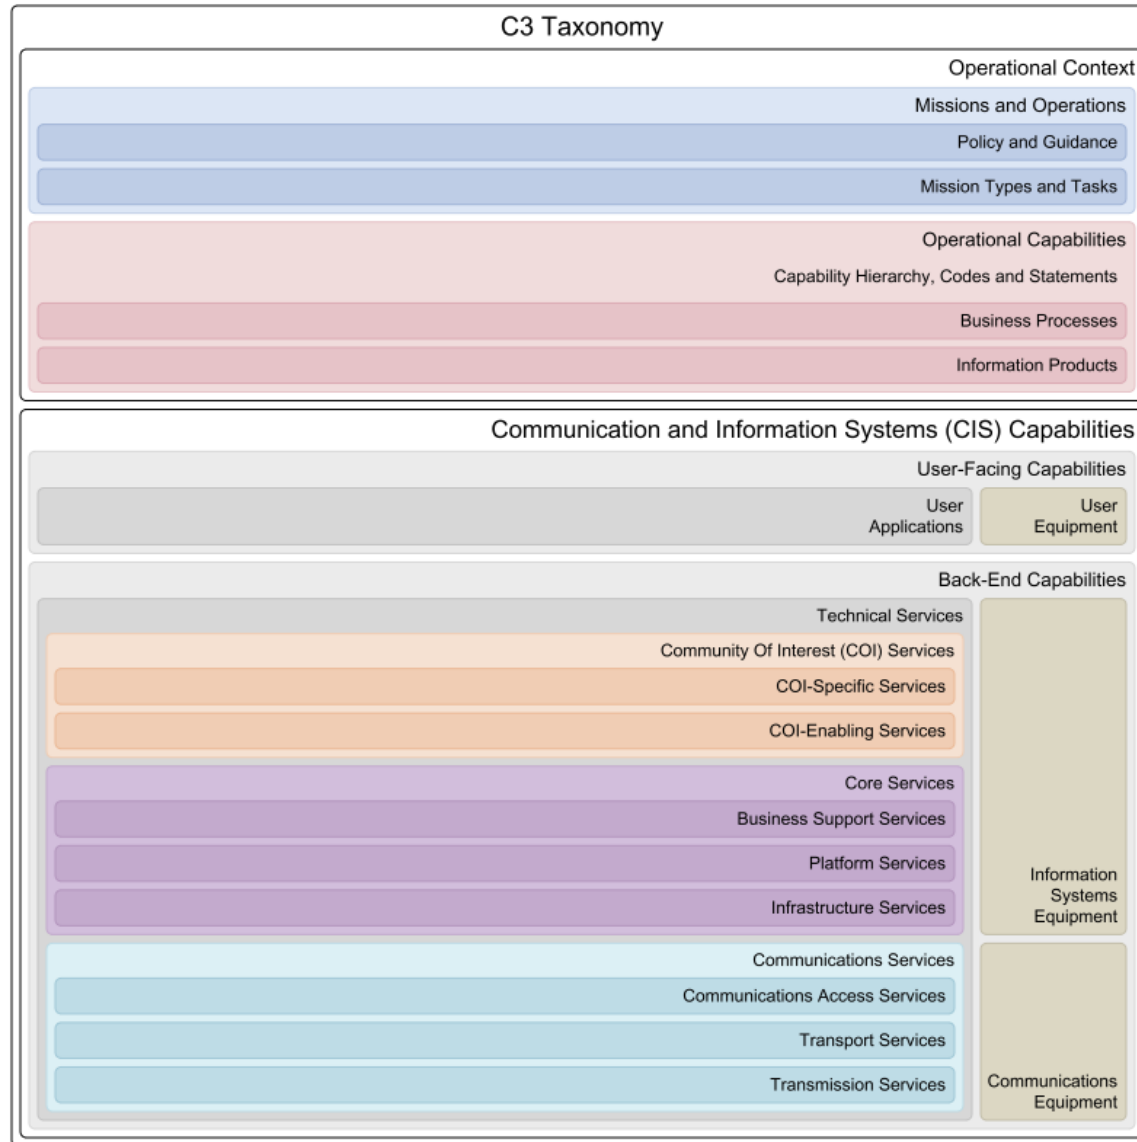 C3 Taxonomy
Operational Context
Missions and Operations
Policy and Guidance
Mission Types and Tasks
Operational Capabilities
Capability Hierarchy, Codes and Statements
Business Processes
Information Products
Communication and Information Systems (CIS) Capabilities
User-Facing Capabilities
User
Applications
User
Equipment
Back-End Capabilities
Technical Services
Community Of Interest (COI) Services
COI-Specific Services
COI-Enabling Services
Core Services
Business Support Services
Platform Services
Infrastructure Services
Information
Systems
Equipment
Communications Services
Communications Access Services
Transport Services
Transmission Services
Communications
Equipment